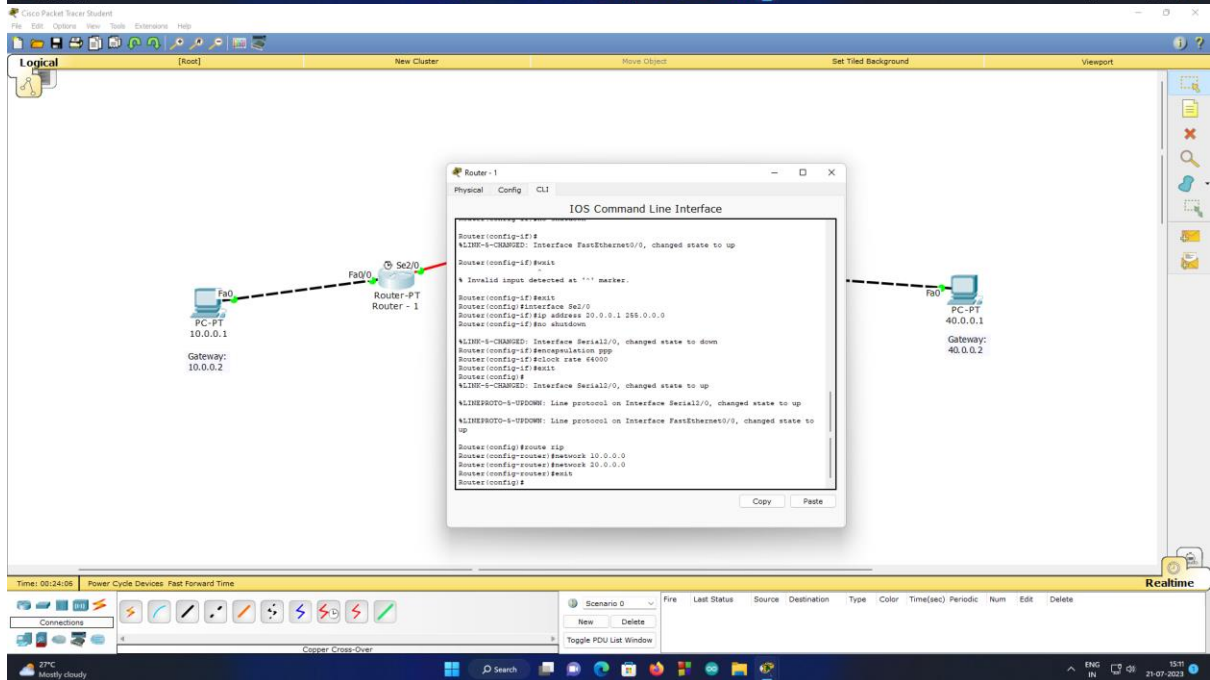 Cisco Packet Tracer Student
File Edit Options View Tools Extensions Help
Logical [Root] New Cluster Move Object Set Tiled Background Viewport
Router - 1
Physical Config CLI
IOS Command Line Interface
Router(config-if)#
%LINK-5-CHANGED: Interface FastEthernet0/0, changed state to up
Router(config-if)#wxit
^
% Invalid input detected at '^' marker.
Router(config-if)#exit
Router(config)#interface Se2/0
Router(config-if)#ip address 20.0.0.1 255.0.0.0
Router(config-if)#no shutdown
%LINK-5-CHANGED: Interface Serial2/0, changed state to down
Router(config-if)#encapsulation ppp
Router(config-if)#clock rate 64000
Router(config-if)#exit
Router(config)#
%LINK-5-CHANGED: Interface Serial2/0, changed state to up
%LINEPROTO-5-UPDOWN: Line protocol on Interface Serial2/0, changed state to up
%LINEPROTO-5-UPDOWN: Line protocol on Interface FastEthernet0/0, changed state to
up
Router(config)#route rip
Router(config-router)#network 10.0.0.0
Router(config-router)#network 20.0.0.0
Router(config-router)#exit
Router(config)#
Copy Paste
Se2/0
Fa0/0
Router-PT
Router - 1
Fa0
PC-PT
10.0.0.1
Gateway:
10.0.0.2
Fa0
PC-PT
40.0.0.1
Gateway:
40.0.0.2
Time: 00:24:06 Power Cycle Devices Fast Forward Time Realtime
Connections
Copper Cross-Over
Scenario 0
New Delete
Toggle PDU List Window
Fire Last Status Source Destination Type Color Time(sec) Periodic Num Edit Delete
27°C
Mostly cloudy
Search
ENG
IN
15:11
21-07-2023